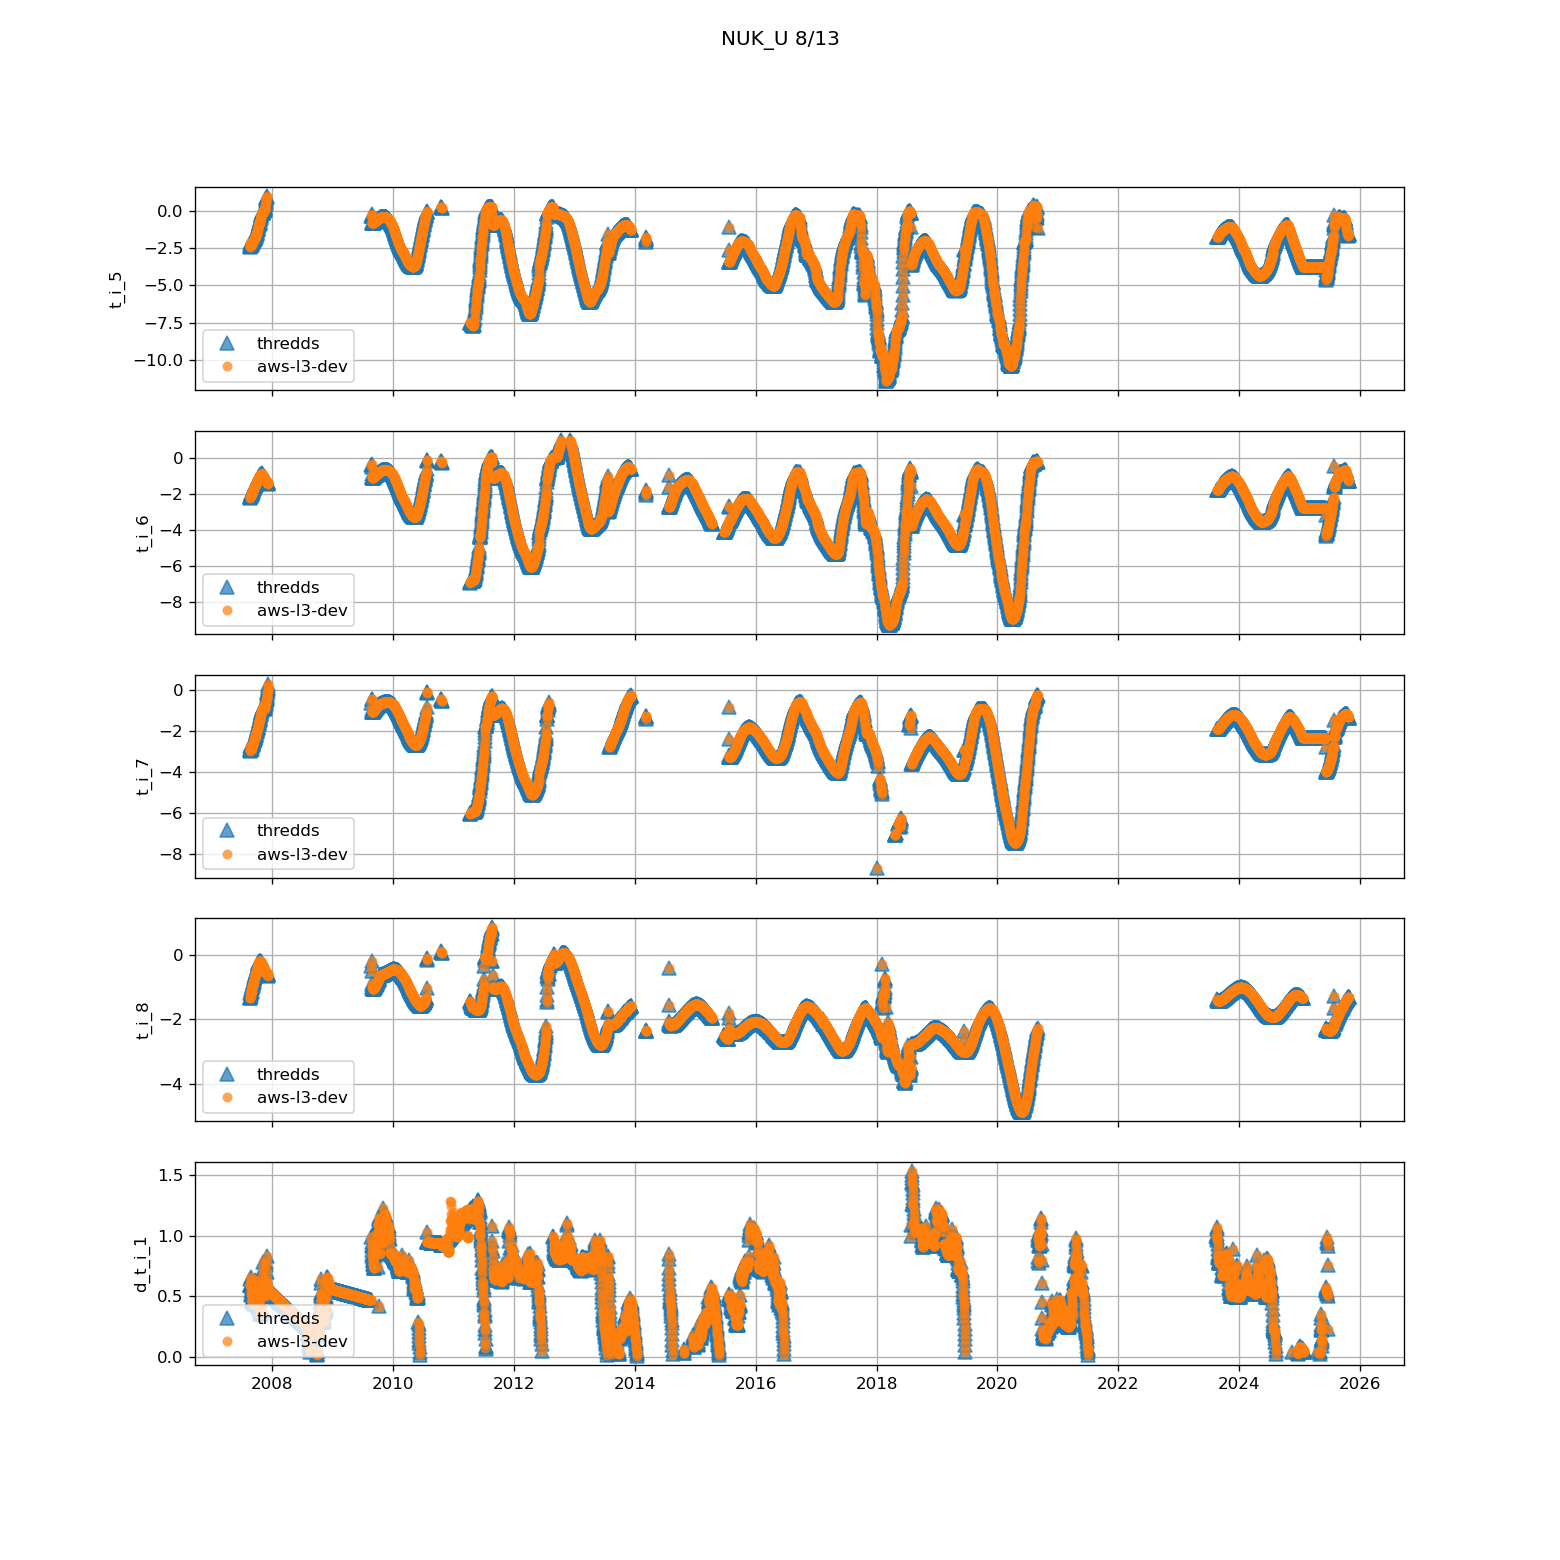 NUK_U 8/13
t_i_5
0.0
−2.5
−5.0
−7.5
−10.0
thredds
aws-l3-dev
t_i_6
0
−2
−4
−6
−8
thredds
aws-l3-dev
t_i_7
0
−2
−4
−6
−8
thredds
aws-l3-dev
t_i_8
0
−2
−4
thredds
aws-l3-dev
d_t_i_1
1.5
1.0
0.5
0.0
thredds
aws-l3-dev
2008 2010 2012 2014 2016 2018 2020 2022 2024 2026